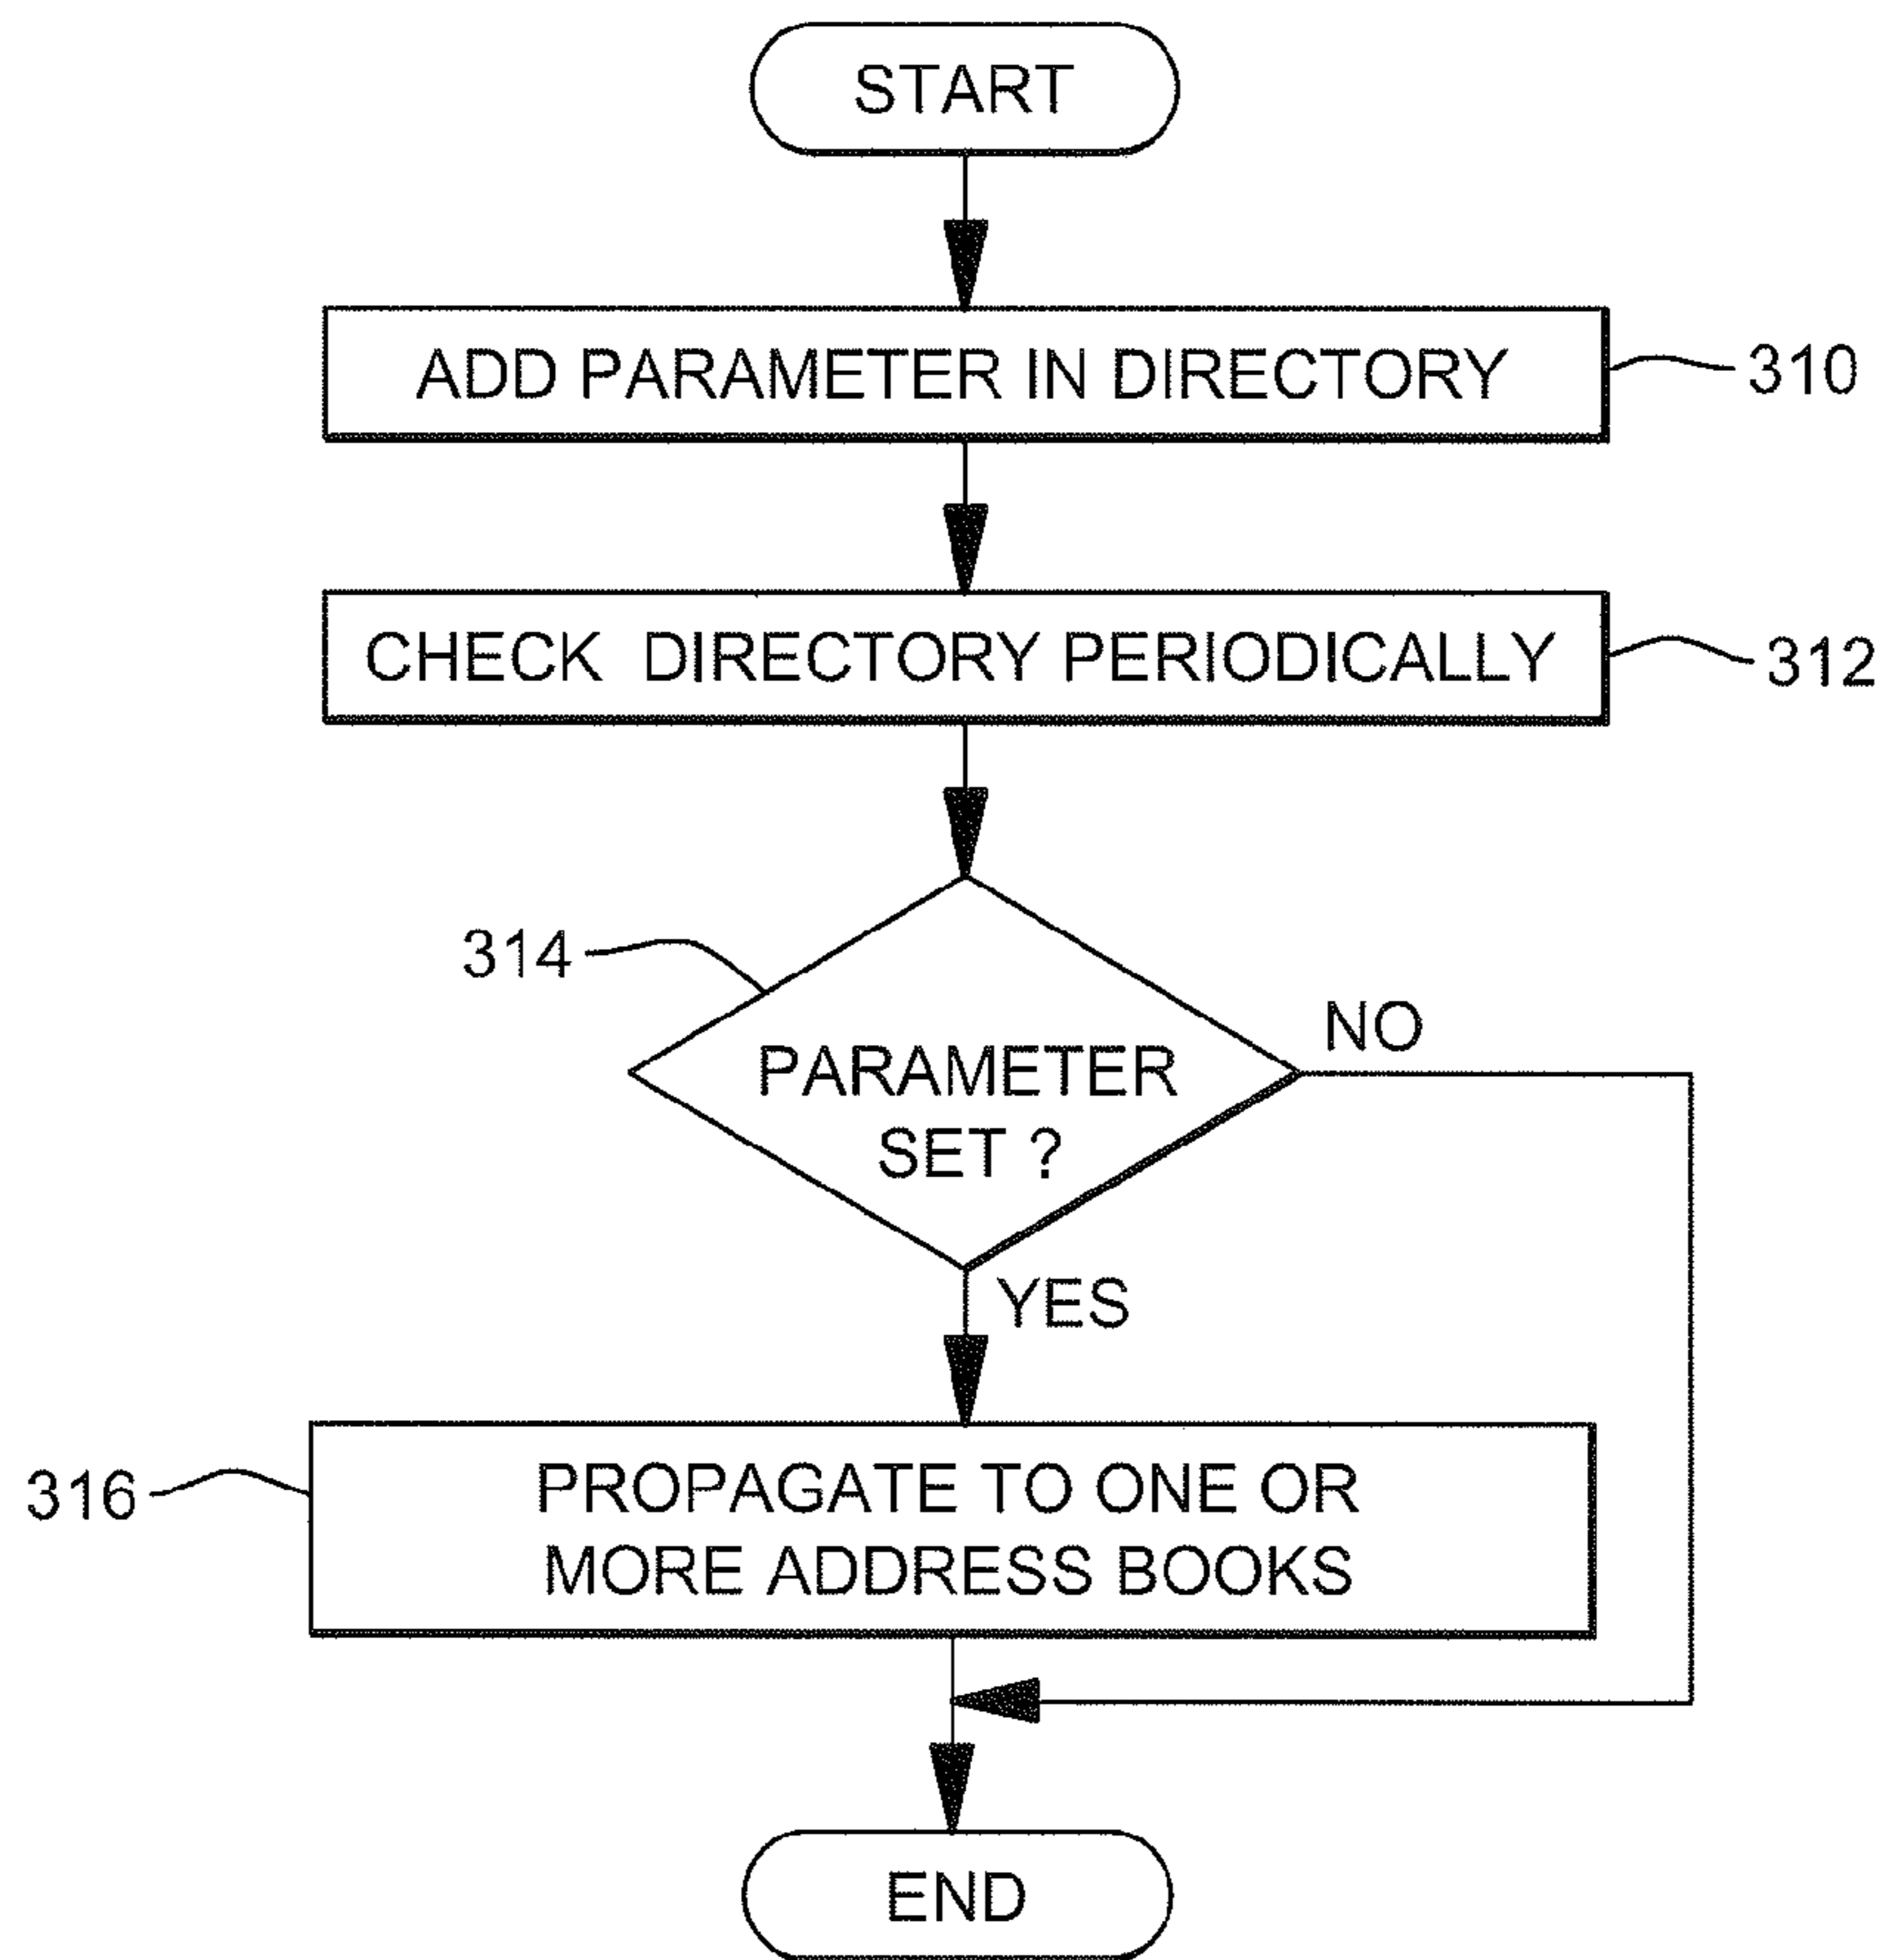 START
ADD PARAMETER IN DIRECTORY
310
CHECK DIRECTORY PERIODICALLY
312
314
NO
PARAMETER
SET ?
YES
316
PROPAGATE TO ONE OR
MORE ADDRESS BOOKS
END